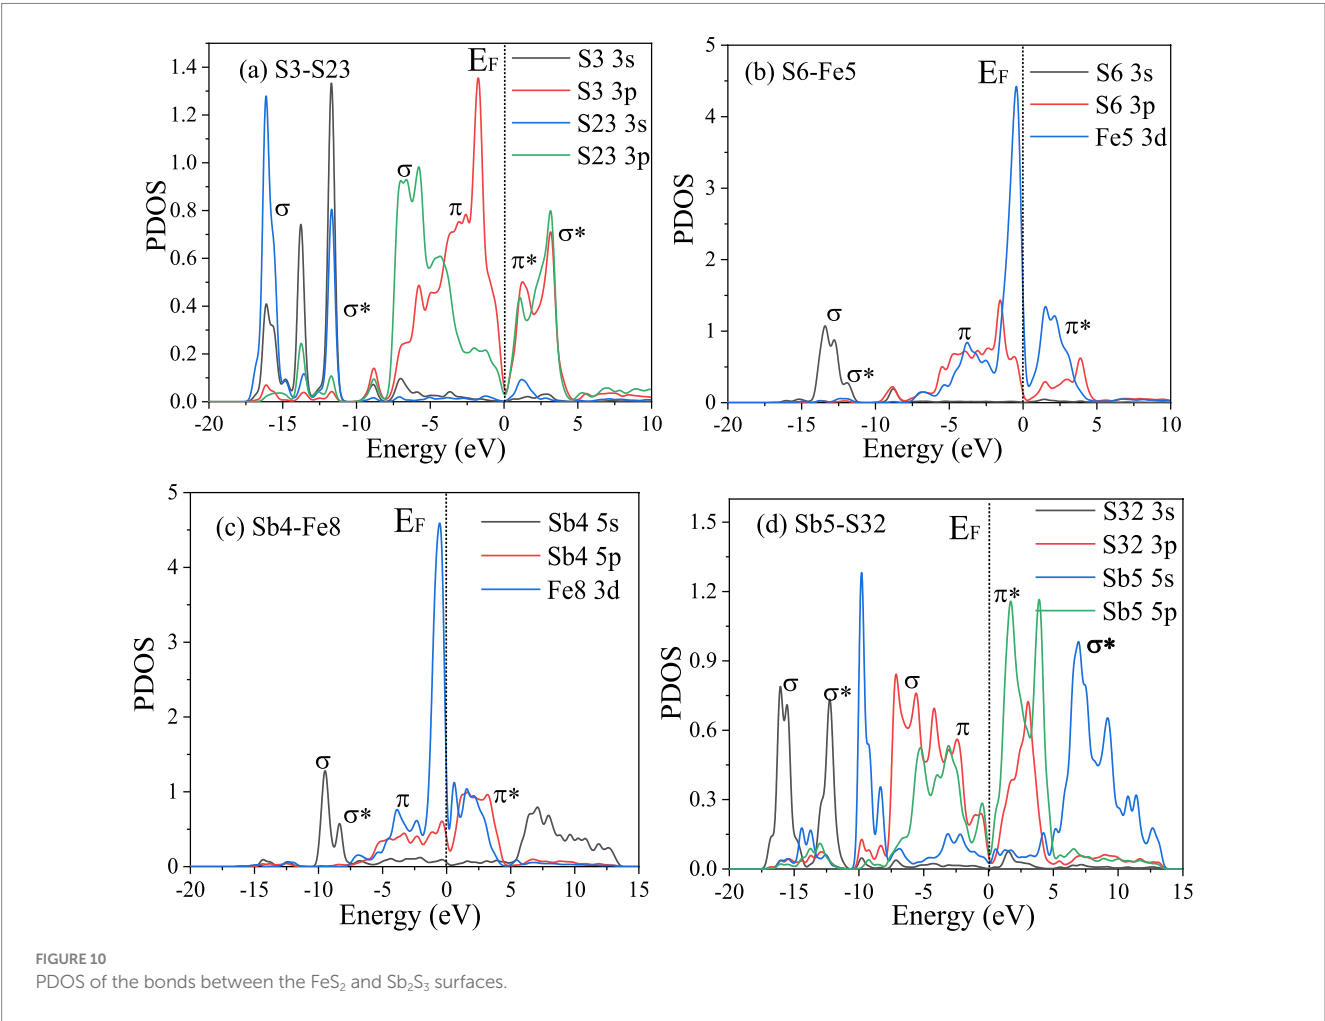 (a) S3-S23
E_F
S3 3s
S3 3p
S23 3s
S23 3p
σ
σ*
σ
π
π*
σ*
PDOS
1.4
1.2
1.0
0.8
0.6
0.4
0.2
0.0
-20 -15 -10 -5 0 5 10
Energy (eV)
(b) S6-Fe5
E_F
S6 3s
S6 3p
Fe5 3d
σ
σ*
π
π*
PDOS
5
4
3
2
1
0
-20 -15 -10 -5 0 5 10
Energy (eV)
(c) Sb4-Fe8
E_F
Sb4 5s
Sb4 5p
Fe8 3d
σ
σ*
π
π*
PDOS
5
4
3
2
1
0
-20 -15 -10 -5 0 5 10 15
Energy (eV)
(d) Sb5-S32
E_F
S32 3s
S32 3p
Sb5 5s
Sb5 5p
σ
σ*
σ
π
π*
σ*
PDOS
1.5
1.2
0.9
0.6
0.3
0.0
-20 -15 -10 -5 0 5 10 15
Energy (eV)
FIGURE 10
PDOS of the bonds between the FeS₂ and Sb₂S₃ surfaces.